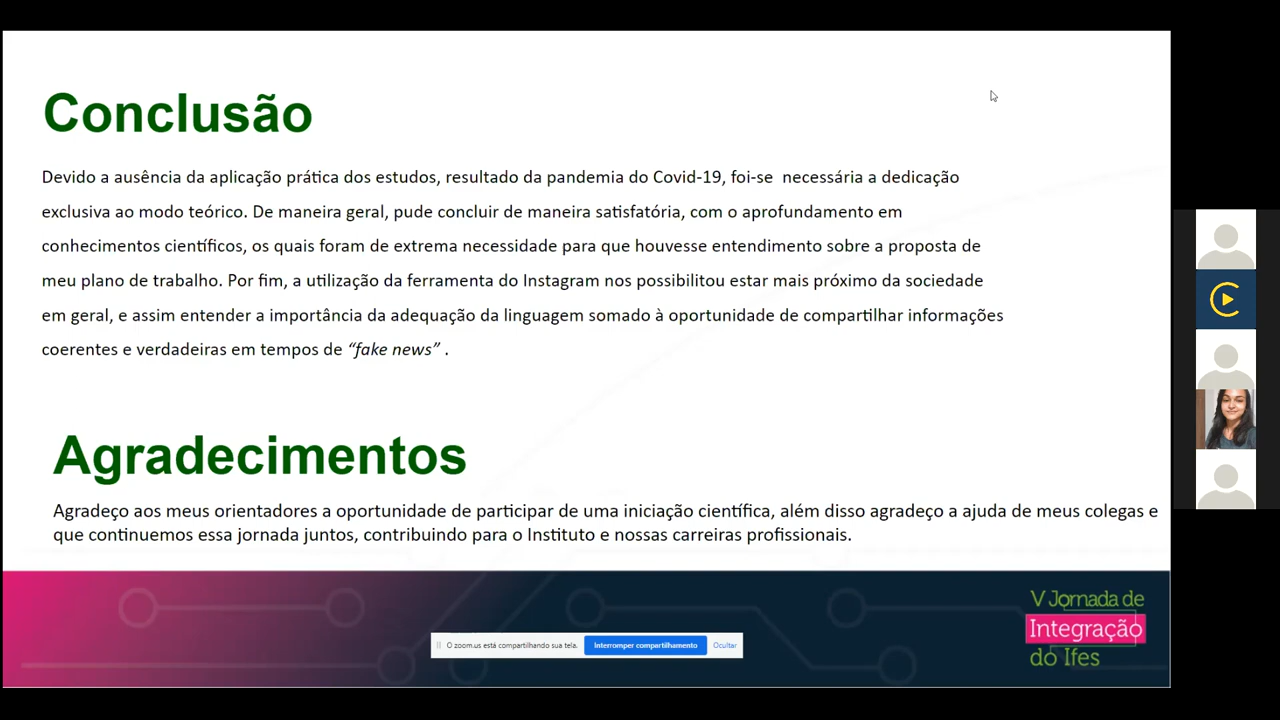 Conclusão
Devido a ausência da aplicação prática dos estudos, resultado da pandemia do Covid-19, foi-se necessária a dedicação
exclusiva ao modo teórico. De maneira geral, pude concluir de maneira satisfatória, com o aprofundamento em
conhecimentos científicos, os quais foram de extrema necessidade para que houvesse entendimento sobre a proposta de
meu plano de trabalho. Por fim, a utilização da ferramenta do Instagram nos possibilitou estar mais próximo da sociedade
em geral, e assim entender a importância da adequação da linguagem somado à oportunidade de compartilhar informações
coerentes e verdadeiras em tempos de “fake news” .
Agradecimentos
Agradeço aos meus orientadores a oportunidade de participar de uma iniciação científica, além disso agradeço a ajuda de meus colegas e
que continuemos essa jornada juntos, contribuindo para o Instituto e nossas carreiras profissionais.
V Jornada de
Integração
do Ifes
O zoom.us está compartilhando sua tela. Interromper compartilhamento Ocultar